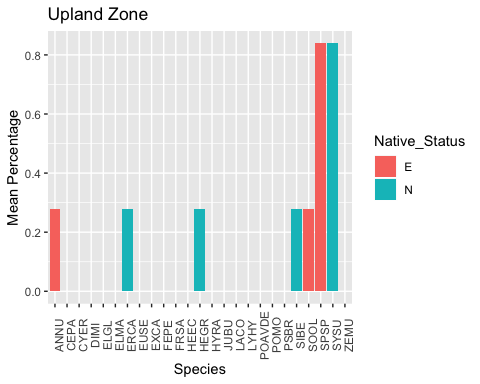 Upland Zone
Mean Percentage
0.8
0.6
0.4
0.2
0.0
ANNU
CEPA
CYFR
DIMI
ELGL
ELMA
ERCA
EUSE
EXCA
FEPE
FRSA
HEEC
HEGR
HYRA
JUBU
LACO
LYHY
POAVDE
POMO
PSBR
SIBE
SOOL
SPSP
SYSU
ZEMU
Species
Native_Status
E
N